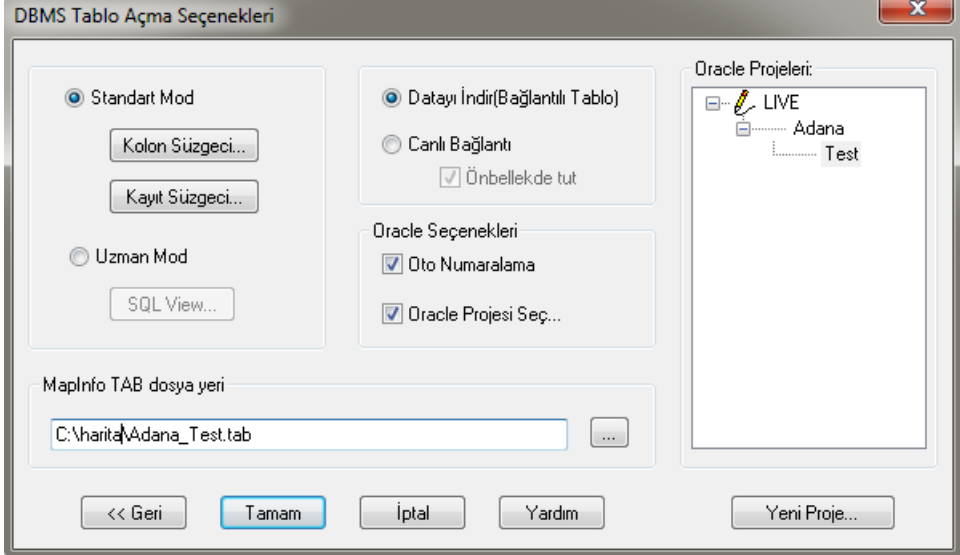 DBMS Tablo Açma Seçenekleri
Standart Mod
Kolon Süzgeci...
Kayıt Süzgeci...
Uzman Mod
SQL View...
Datayı İndir(Bağlantılı Tablo)
Canlı Bağlantı
Önbellekde tut
Oracle Seçenekleri
Oto Numaralama
Oracle Projesi Seç...
Oracle Projeleri:
LIVE
Adana
Test
MapInfo TAB dosya yeri
C:\harita\Adana_Test.tab
...
<< Geri
Tamam
İptal
Yardım
Yeni Proje...